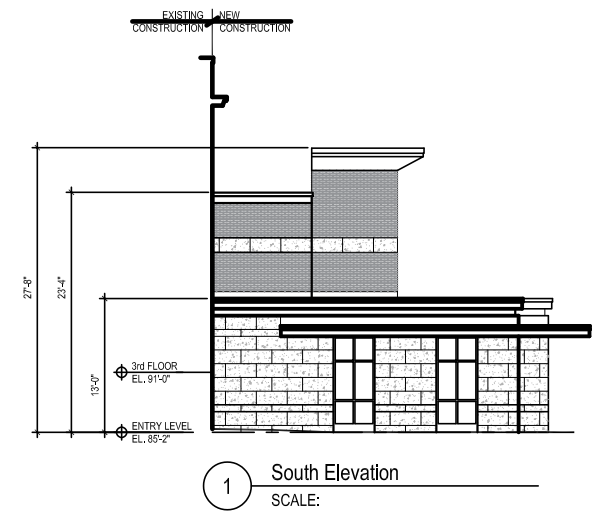 EXISTING NEW
CONSTRUCTION CONSTRUCTION
27'-8"
23'-4"
13'-0"
3rd FLOOR
EL. 91'-0"
ENTRY LEVEL
EL. 85'-2"
1 South Elevation
SCALE: